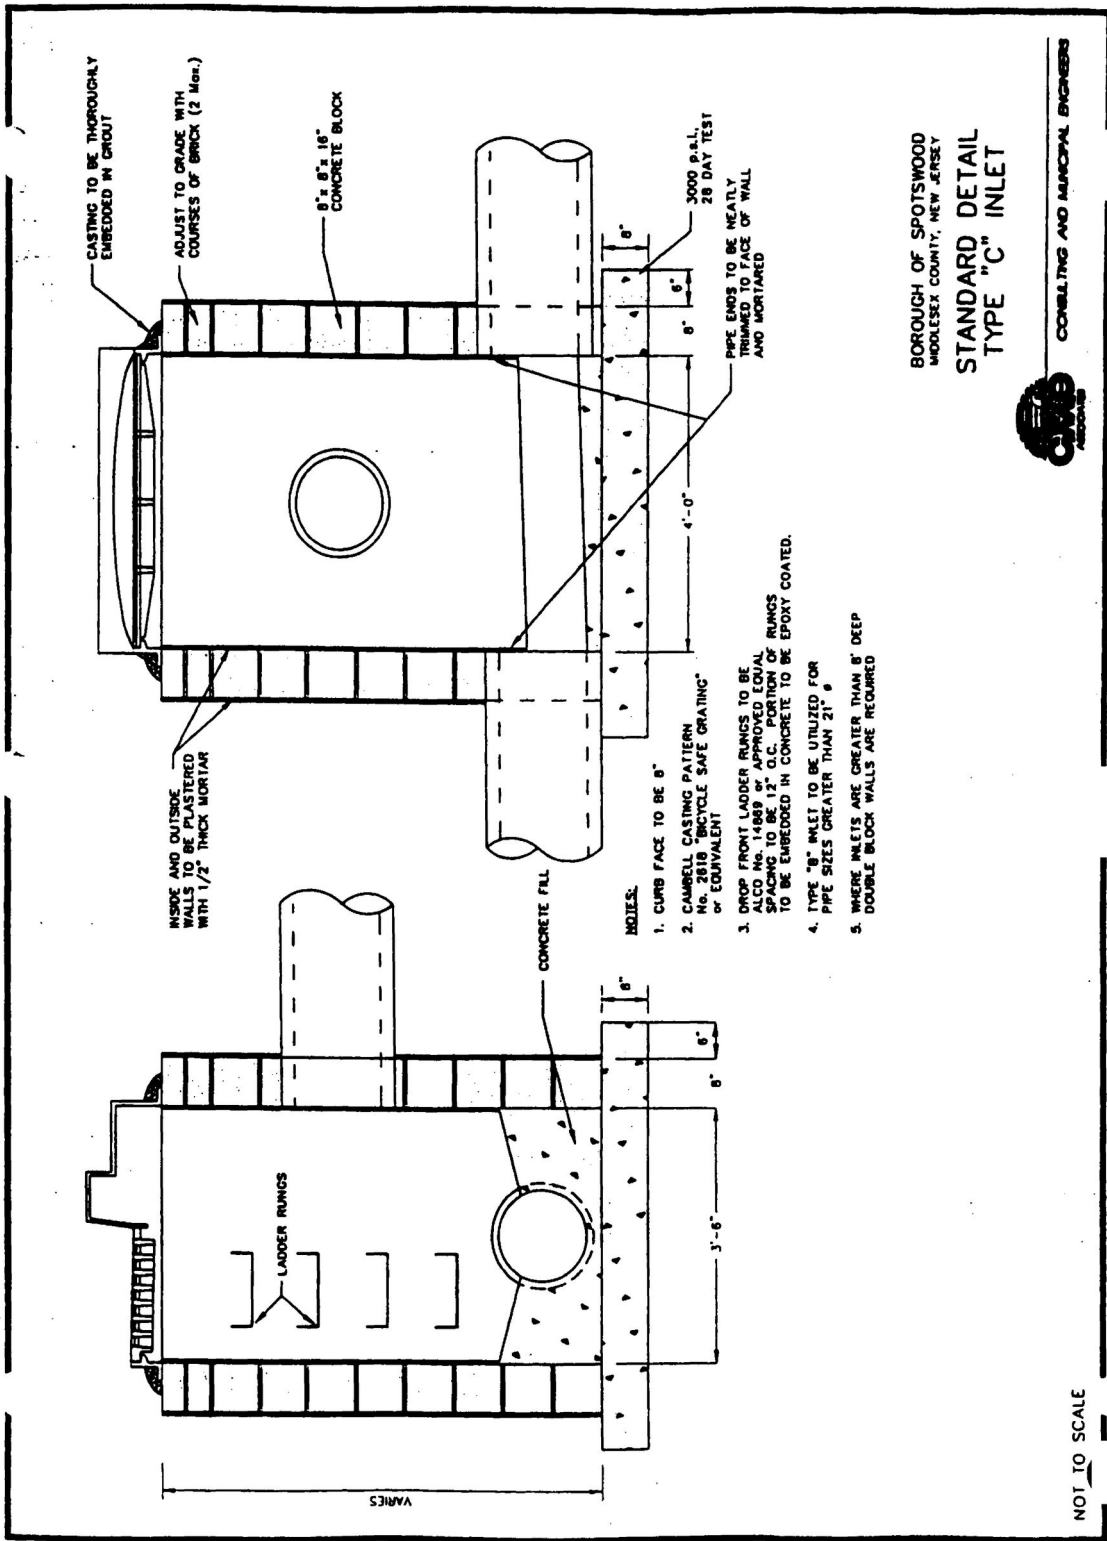 CASTING TO BE THOROUGHLY
EMBEDDED IN GROUT
ADJUST TO GRADE WITH
COURSES OF BRICK (2 Max.)
8"x 8"x 16"
CONCRETE BLOCK
INSIDE AND OUTSIDE
WALLS TO BE PLASTERED
WITH 1/2" THICK MORTAR
LADDER RUNGS
VARIES
CONCRETE FILL
3'-6"
8"
6"
8"
3000 p.s.i.,
28 DAY TEST
8"
6"
8"
4'-0"
PIPE ENDS TO BE NEATLY
TRIMMED TO FACE OF WALL
AND MORTARED
NOTES:
1. CURB FACE TO BE 8"
2. CAMBELL CASTING PATTERN
No. 2618 "BICYCLE SAFE GRATING"
or EQUIVALENT
3. DROP FRONT LADDER RUNGS TO BE
ALCO No. 14869 or APPROVED EQUAL
SPACING TO BE 12" O.C. PORTION OF RUNGS
TO BE EMBEDDED IN CONCRETE TO BE EPOXY COATED.
4. TYPE "B" INLET TO BE UTILIZED FOR
PIPE SIZES GREATER THAN 21" ø
5. WHERE INLETS ARE GREATER THAN 8' DEEP
DOUBLE BLOCK WALLS ARE REQUIRED
BOROUGH OF SPOTSWOOD
MIDDLESEX COUNTY, NEW JERSEY
STANDARD DETAIL
TYPE "C" INLET
CME
ASSOCIATES
CONSULTING AND MUNICIPAL ENGINEERS
NOT TO SCALE